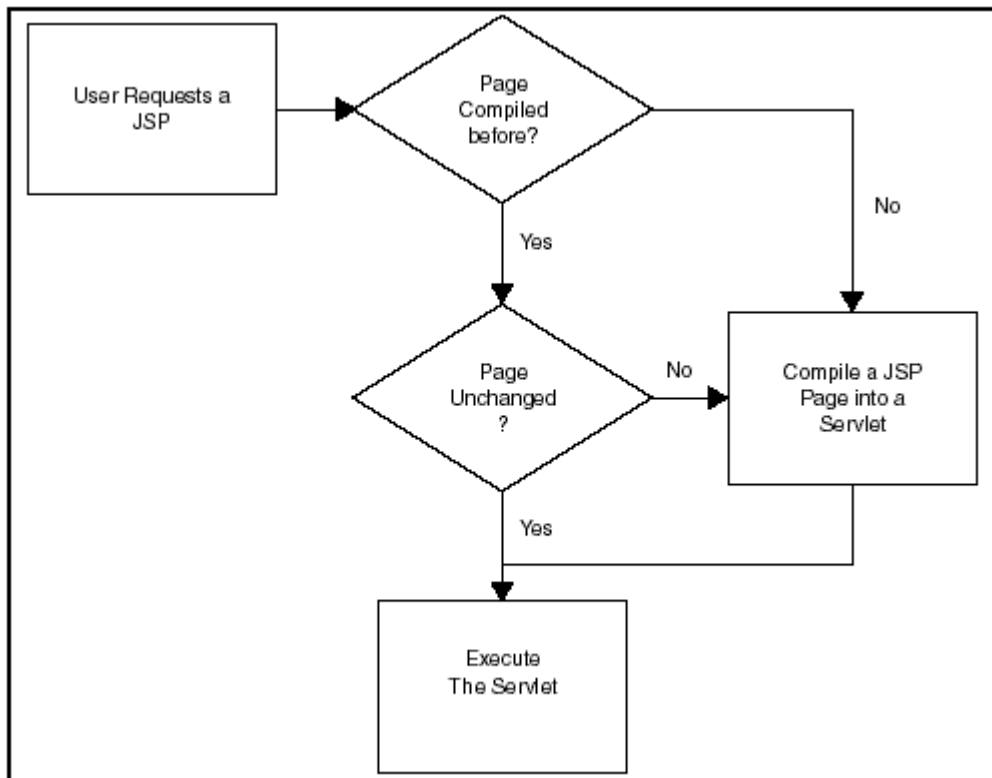 User Requests a
JSP
Page
Compiled
before?
No
Yes
Page
Unchanged
?
No
Compile a JSP
Page into a
Servlet
Yes
Execute
The Servlet